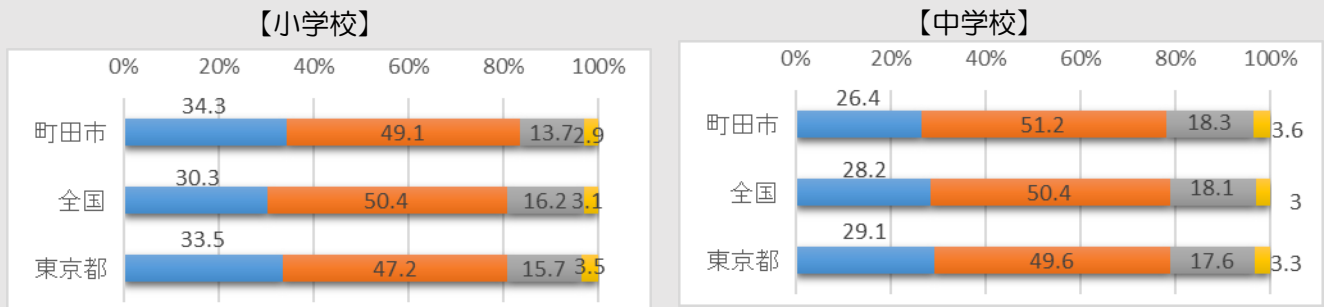 【小学校】
0% 20% 40% 60% 80% 100%
町田市 34.3 49.1 13.7 2.9
全国 30.3 50.4 16.2 3.1
東京都 33.5 47.2 15.7 3.5
【中学校】
0% 20% 40% 60% 80% 100%
町田市 26.4 51.2 18.3 3.6
全国 28.2 50.4 18.1 3
東京都 29.1 49.6 17.6 3.3